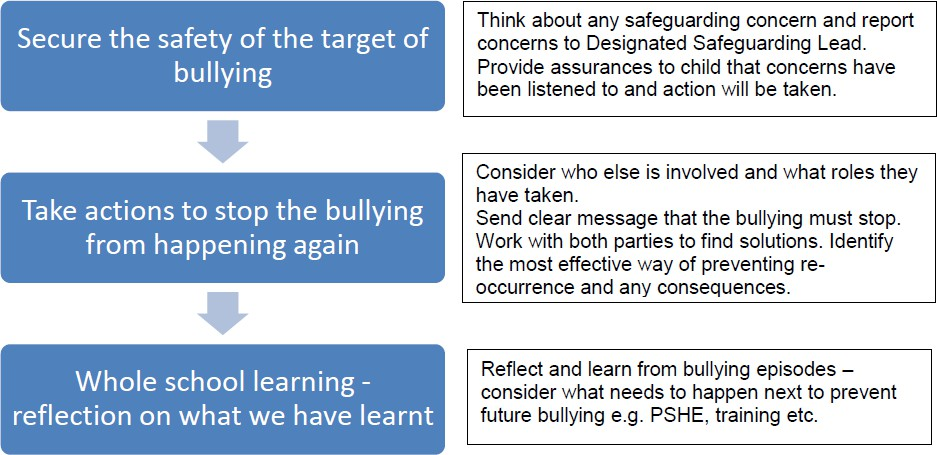 Secure the safety of the target of
bullying
Think about any safeguarding concern and report
concerns to Designated Safeguarding Lead.
Provide assurances to child that concerns have
been listened to and action will be taken.
Take actions to stop the bullying
from happening again
Consider who else is involved and what roles they
have taken.
Send clear message that the bullying must stop.
Work with both parties to find solutions. Identify
the most effective way of preventing re-
occurrence and any consequences.
Whole school learning -
reflection on what we have learnt
Reflect and learn from bullying episodes –
consider what needs to happen next to prevent
future bullying e.g. PSHE, training etc.